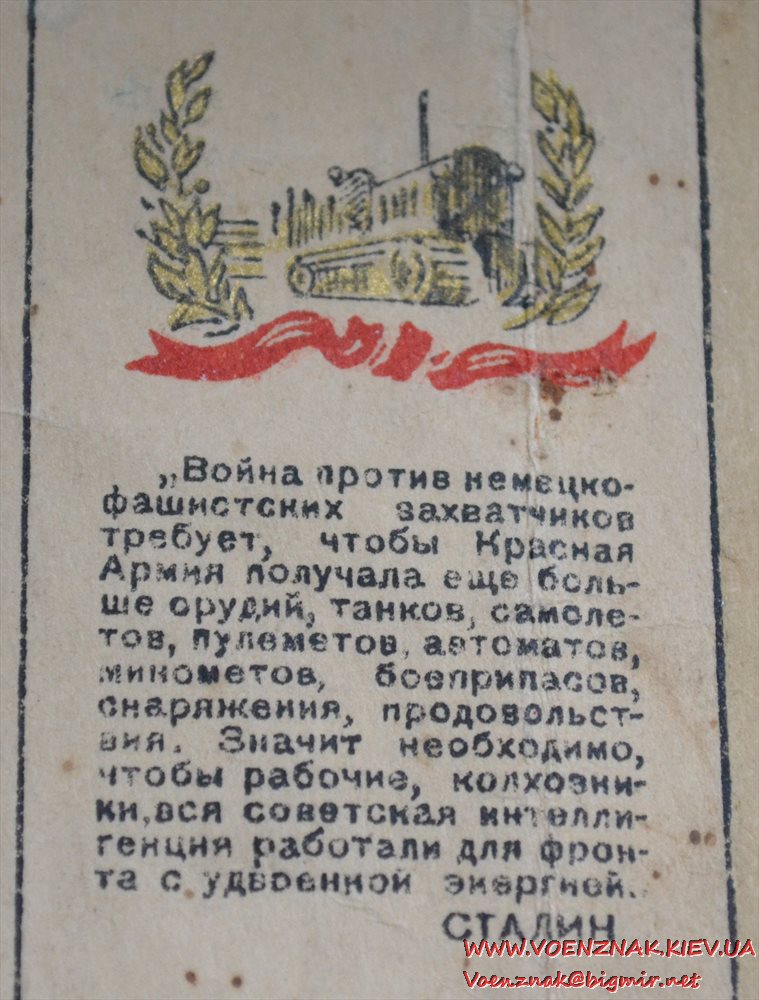 „Война против немецко-
фашистских захватчиков
требует, чтобы Красная
Армия получала еще боль-
ше орудий, танков, самоле-
тов, пулеметов, автоматов,
минометов, боеприпасов,
снаряжения, продовольст-
вия. Значит необходимо,
чтобы рабочие, колхозни-
ки, вся советская интелли-
генция работали для фрон-
та с удвоенной энергией.
СТАЛИН
WWW.VOENZNAK.KIEV.UA
Voenznak@bigmir.net